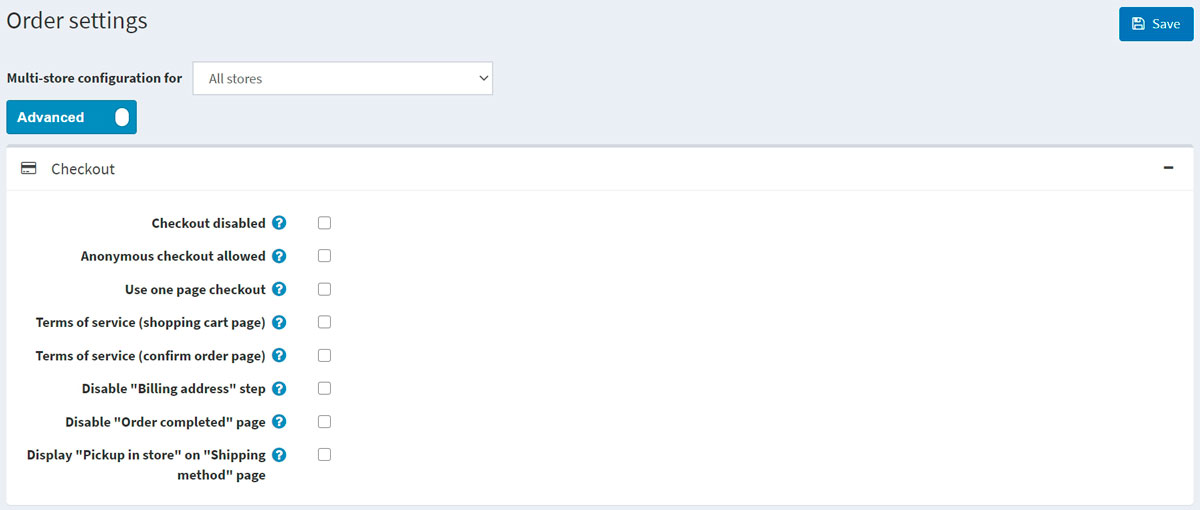 Order settings
Save
Multi-store configuration for
All stores
Advanced
Checkout
Checkout disabled ?
Anonymous checkout allowed ?
Use one page checkout ?
Terms of service (shopping cart page) ?
Terms of service (confirm order page) ?
Disable "Billing address" step ?
Disable "Order completed" page ?
Display "Pickup in store" on "Shipping ?
method" page